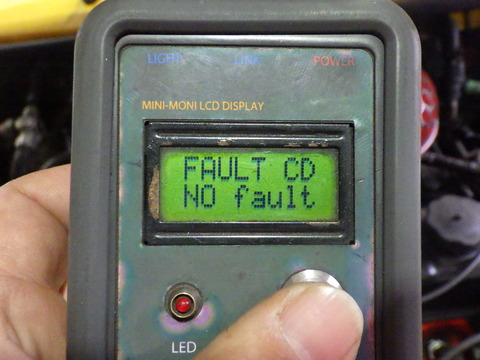 LIGHT LINK POWER
MINI-MONI LCD DISPLAY
FAULT CD
NO fault
LED